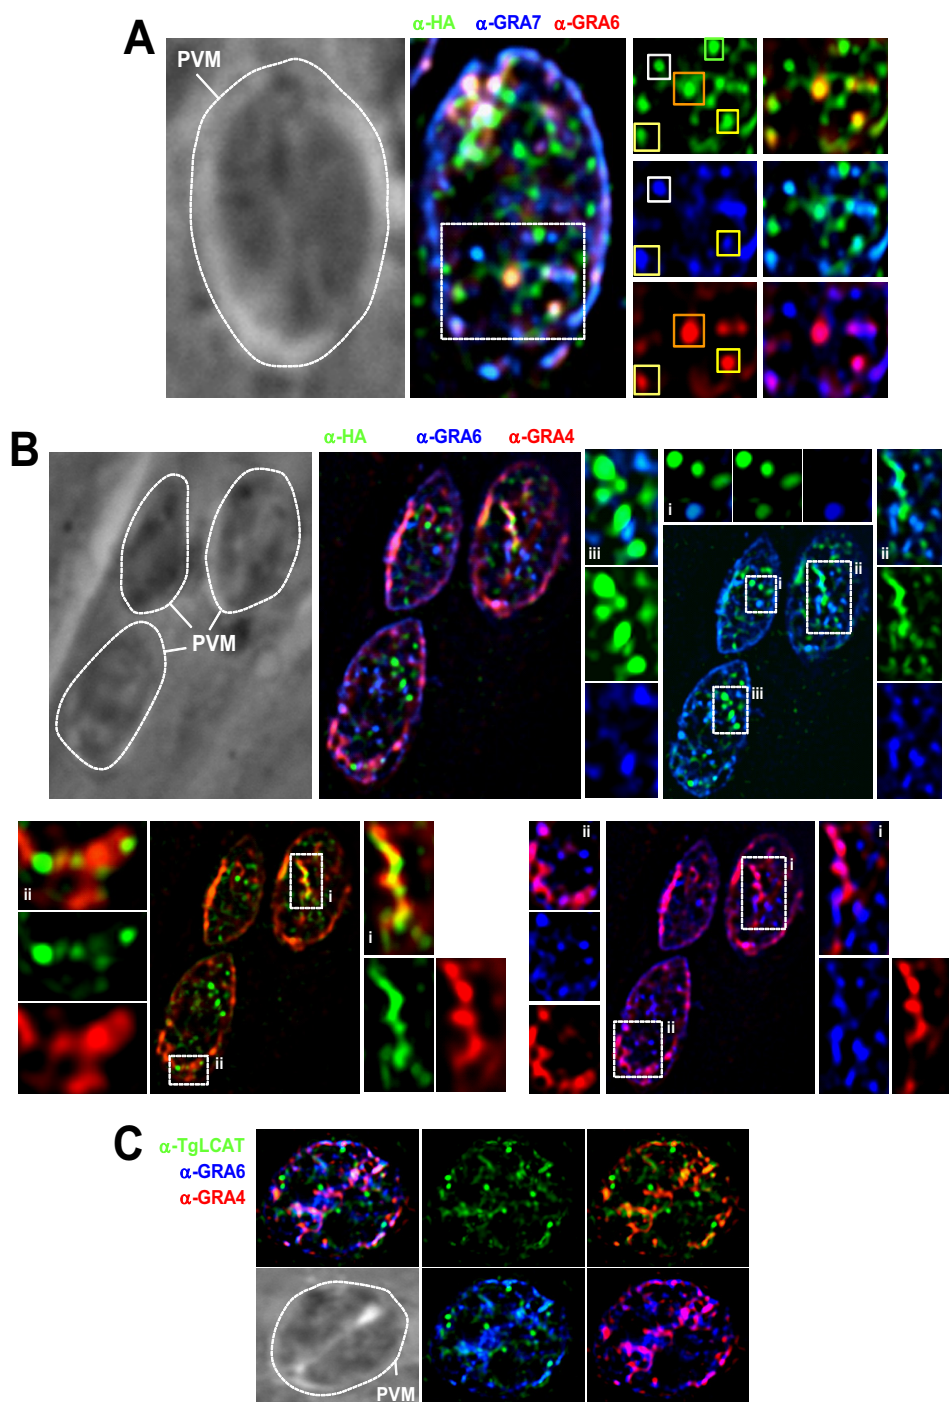 A
α-HA α-GRA7 α-GRA6
PVM
B
α-HA α-GRA6 α-GRA4
PVM
iii
i
ii
i
ii
iii
ii
i
i
ii
ii
i
i
ii
C
α-TgLCAT
α-GRA6
α-GRA4
PVM